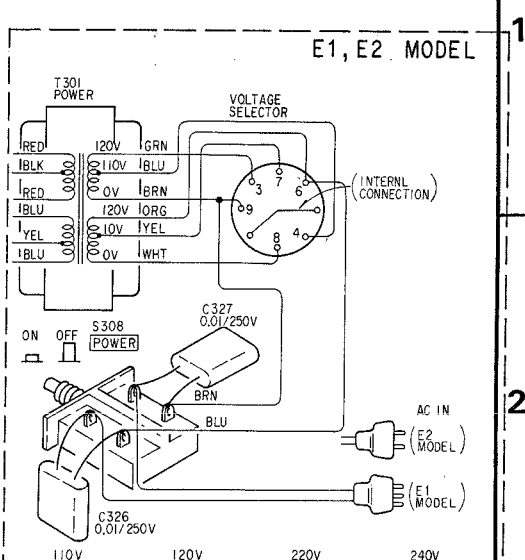 1
E1, E2 MODEL
T301
POWER
VOLTAGE
SELECTOR
RED 120V GRN
BLK 110V BLU
RED 0V BRN
BLU 120V ORG
YEL 10V YEL
BLU 0V WHT
3 7 6
9
8 4
(INTERNL
CONNECTION)
ON OFF S308
POWER
C327
0.01/250V
BRN
BLU
2
AC IN
(E2
MODEL)
(E1
MODEL)
C326
0.01/250V
110V 120V 220V 240V